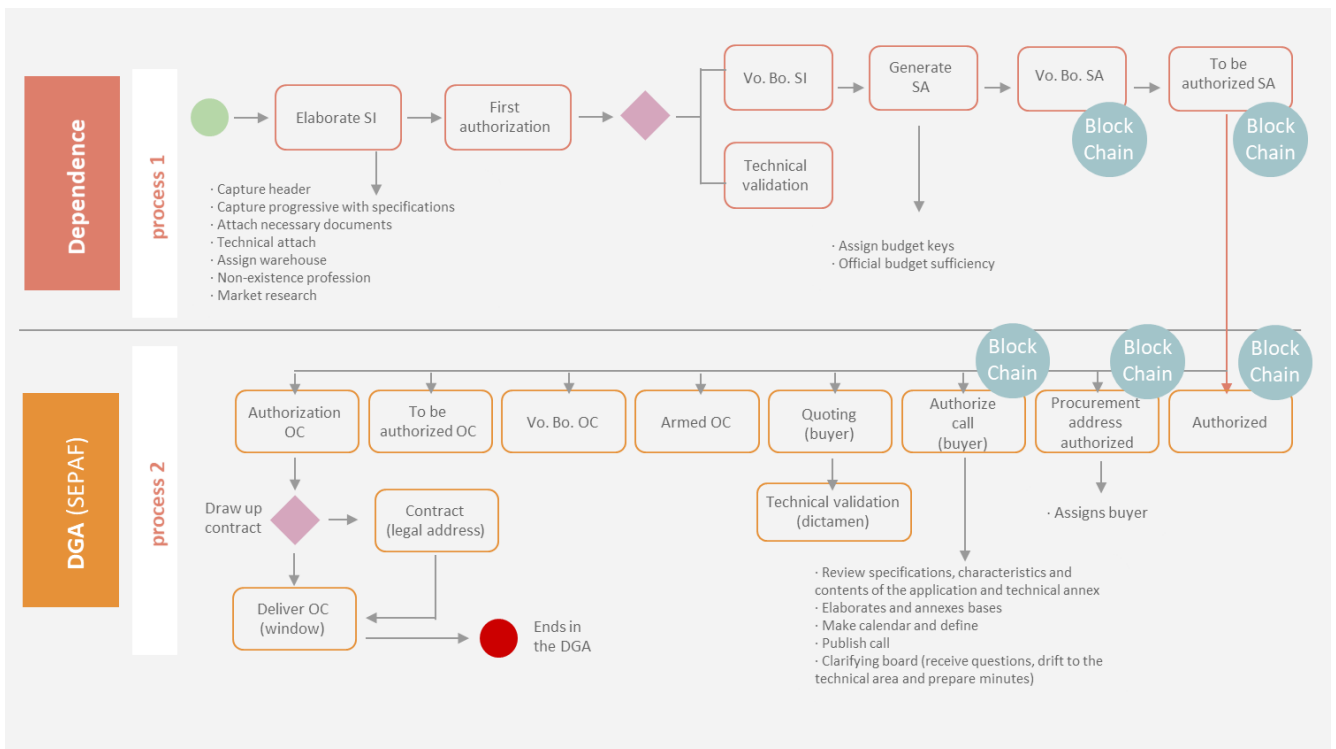 Dependence
process 1
Elaborate SI
First
authorization
Vo. Bo. SI
Technical
validation
Generate
SA
Vo. Bo. SA
Block
Chain
To be
authorized SA
Block
Chain
· Capture header
· Capture progressive with specifications
· Attach necessary documents
· Technical attach
· Assign warehouse
· Non-existence profession
· Market research
· Assign budget keys
· Official budget sufficiency
DGA (SEPAF)
process 2
Authorization
OC
To be
authorized OC
Vo. Bo. OC
Armed OC
Quoting
(buyer)
Block
Chain
Authorize
call
(buyer)
Block
Chain
Procurement
address
authorized
Block
Chain
Authorized
Draw up
contract
Contract
(legal address)
Technical validation
(dictamen)
· Assigns buyer
Deliver OC
(window)
Ends in
the DGA
· Review specifications, characteristics and
contents of the application and technical annex
· Elaborates and annexes bases
· Make calendar and define
· Publish call
· Clarifying board (receive questions, drift to the
technical area and prepare minutes)